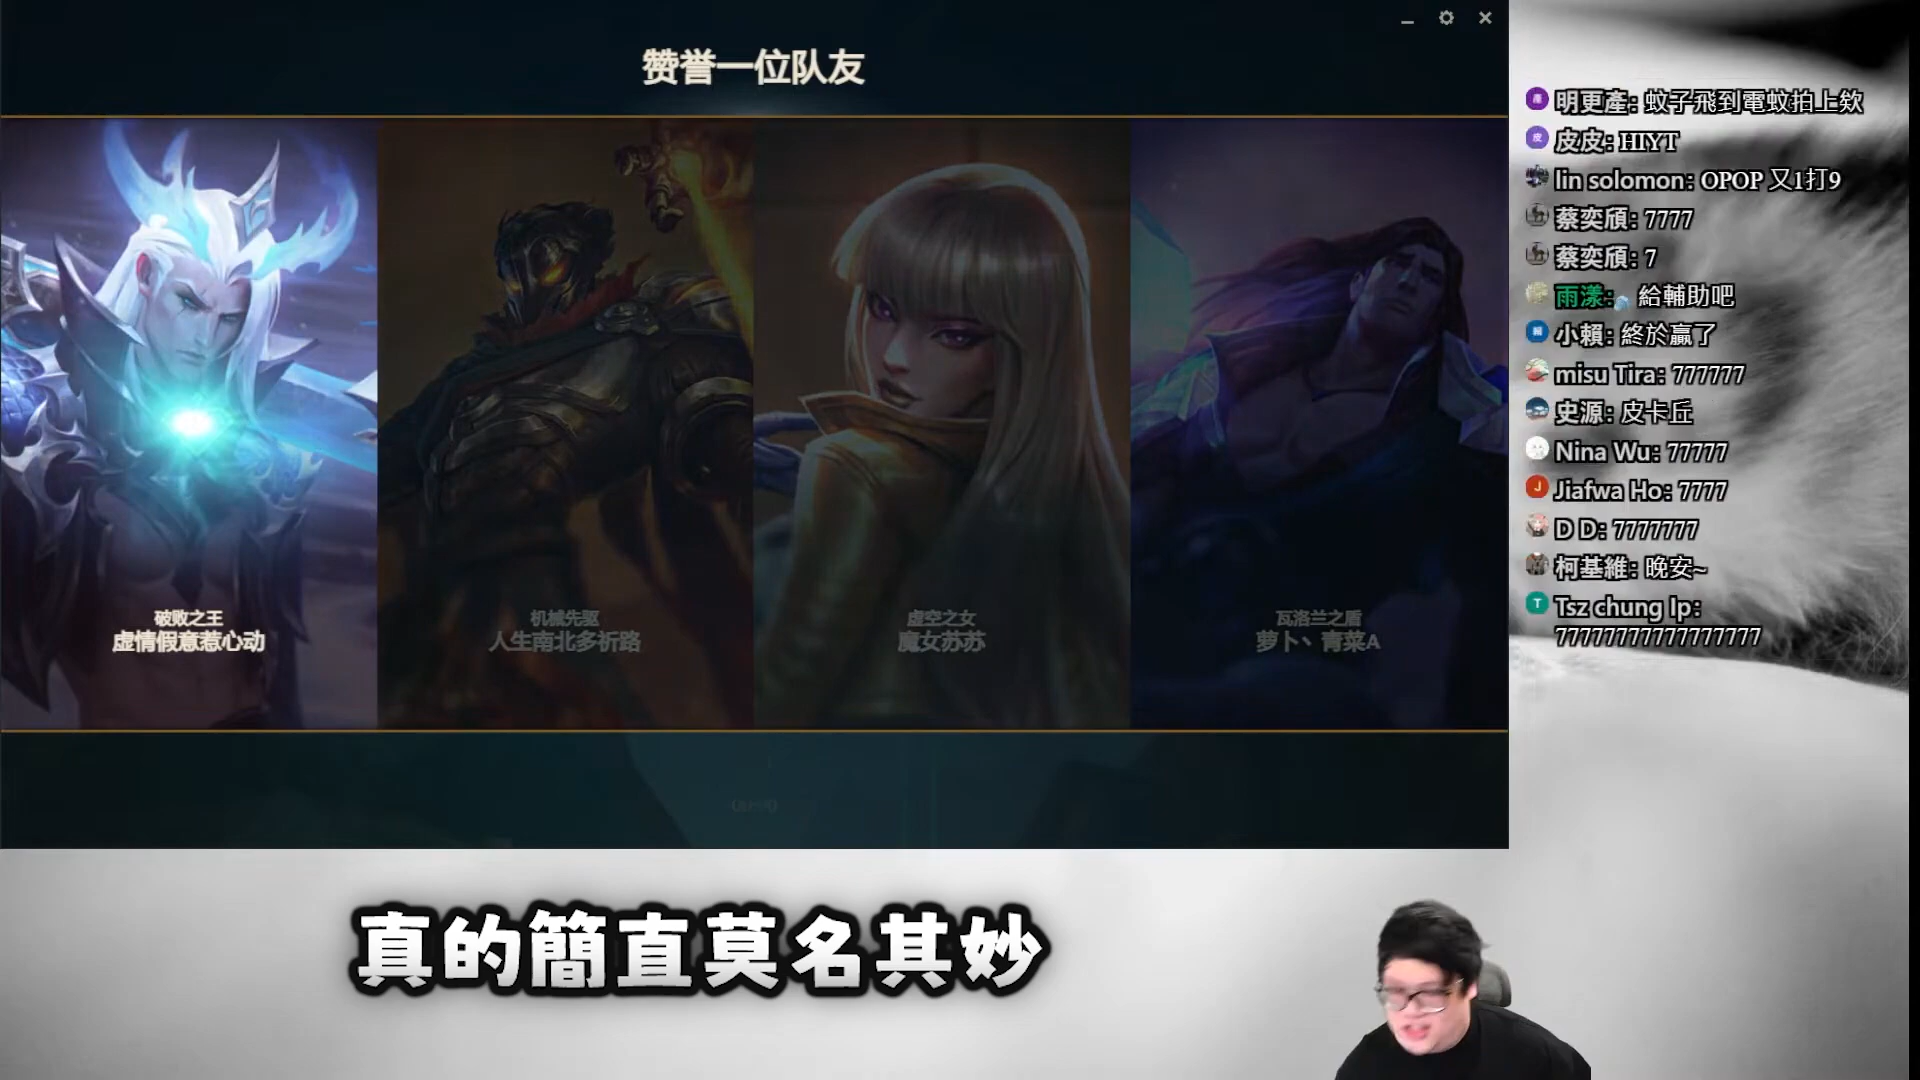 赞誉一位队友
破败之王
虚情假意惹心动
机械先驱
人生南北多祈路
虚空之女
魔女苏苏
瓦洛兰之盾
萝卜丶青菜A
明更產: 蚊子飛到電蚊拍上欸
皮皮: HIYT
lin solomon: OPOP 又1打9
蔡奕頎: 7777
蔡奕頎: 7
雨漾: 給輔助吧
小賴: 終於贏了
misu Tira: 777777
史源: 皮卡丘
Nina Wu: 77777
Jiafwa Ho: 7777
D D: 7777777
柯基維: 晚安~
Tsz chung Ip:
77777777777777777
真的簡直莫名其妙